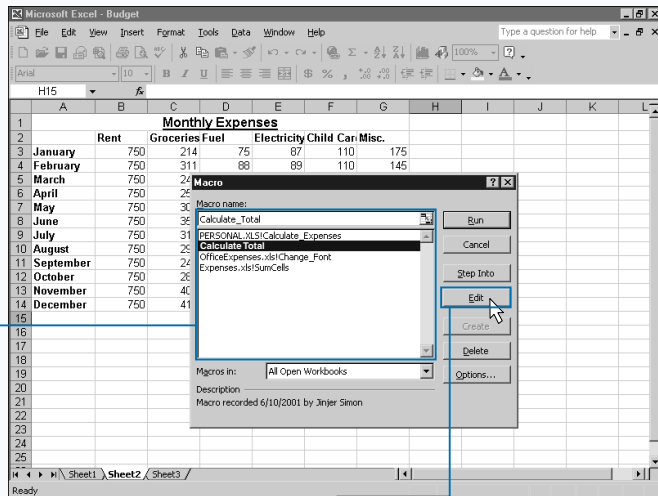 Microsoft Excel - Budget
File Edit View Insert Format Tools Data Window Help Type a question for help
100%
Arial 10 B I U $ % ,
H15 fx
A B C D E F G H I J K L
1 Monthly Expenses
2 Rent Groceries Fuel Electricity Child Car Misc.
3 January 750 214 75 87 110 175
4 February 750 311 88 89 110 145
5 March 750
6 April 750
7 May 750
8 June 750
9 July 750
10 August 750
11 September 750
12 October 750
13 November 750
14 December 750
15
16
17
18
19
20
21
22
23
24
25
Macro
Macro name:
Calculate_Total
PERSONAL.XLS!Calculate_Expenses
Calculate Total
OfficeExpenses.xls!Change_Font
Expenses.xls!SumCells
Run
Cancel
Step Into
Edit
Create
Delete
Options...
Macros in: All Open Workbooks
Description
Macro recorded 6/10/2001 by Jinjer Simon
Sheet1 Sheet2 Sheet3
Ready